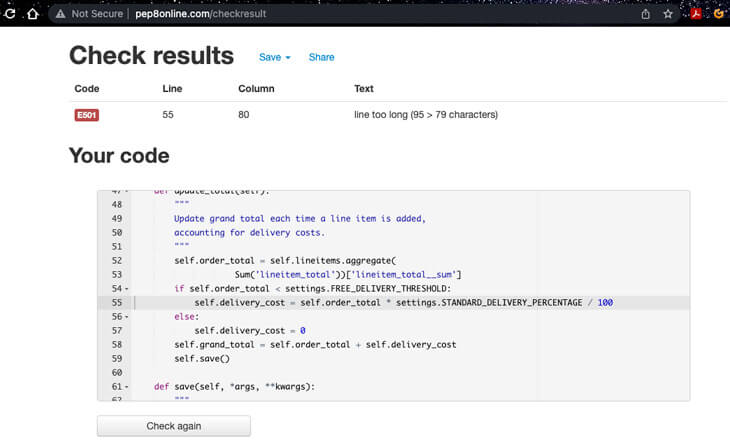 Not Secure | pep8online.com/checkresult
Check results Save Share
Code Line Column Text
E501 55 80 line too long (95 > 79 characters)
Your code
47 def update_total(self):
48 """
49 Update grand total each time a line item is added,
50 accounting for delivery costs.
51 """
52 self.order_total = self.lineitems.aggregate(
53 Sum('lineitem_total'))['lineitem_total__sum']
54 if self.order_total < settings.FREE_DELIVERY_THRESHOLD:
55 self.delivery_cost = self.order_total * settings.STANDARD_DELIVERY_PERCENTAGE / 100
56 else:
57 self.delivery_cost = 0
58 self.grand_total = self.order_total + self.delivery_cost
59 self.save()
60
61 def save(self, *args, **kwargs):
62 """
Check again